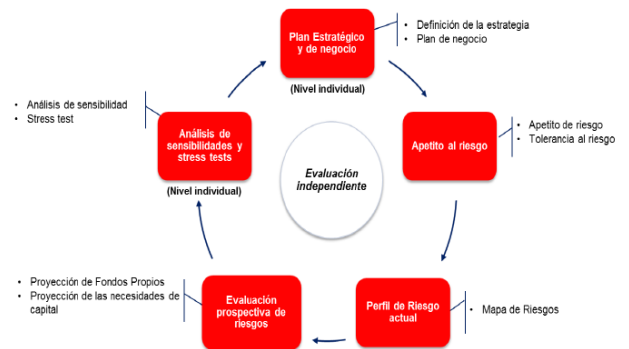 Plan Estratégico
y de negocio
(Nivel individual)
• Definición de la estrategia
• Plan de negocio
Apetito al riesgo
• Apetito de riesgo
• Tolerancia al riesgo
Perfil de Riesgo
actual
• Mapa de Riesgos
Evaluación
prospectiva de
riesgos
• Proyección de Fondos Propios
• Proyección de las necesidades de
capital
Análisis de
sensibilidades y
stress tests
(Nivel individual)
• Análisis de sensibilidad
• Stress test
Evaluación
independiente